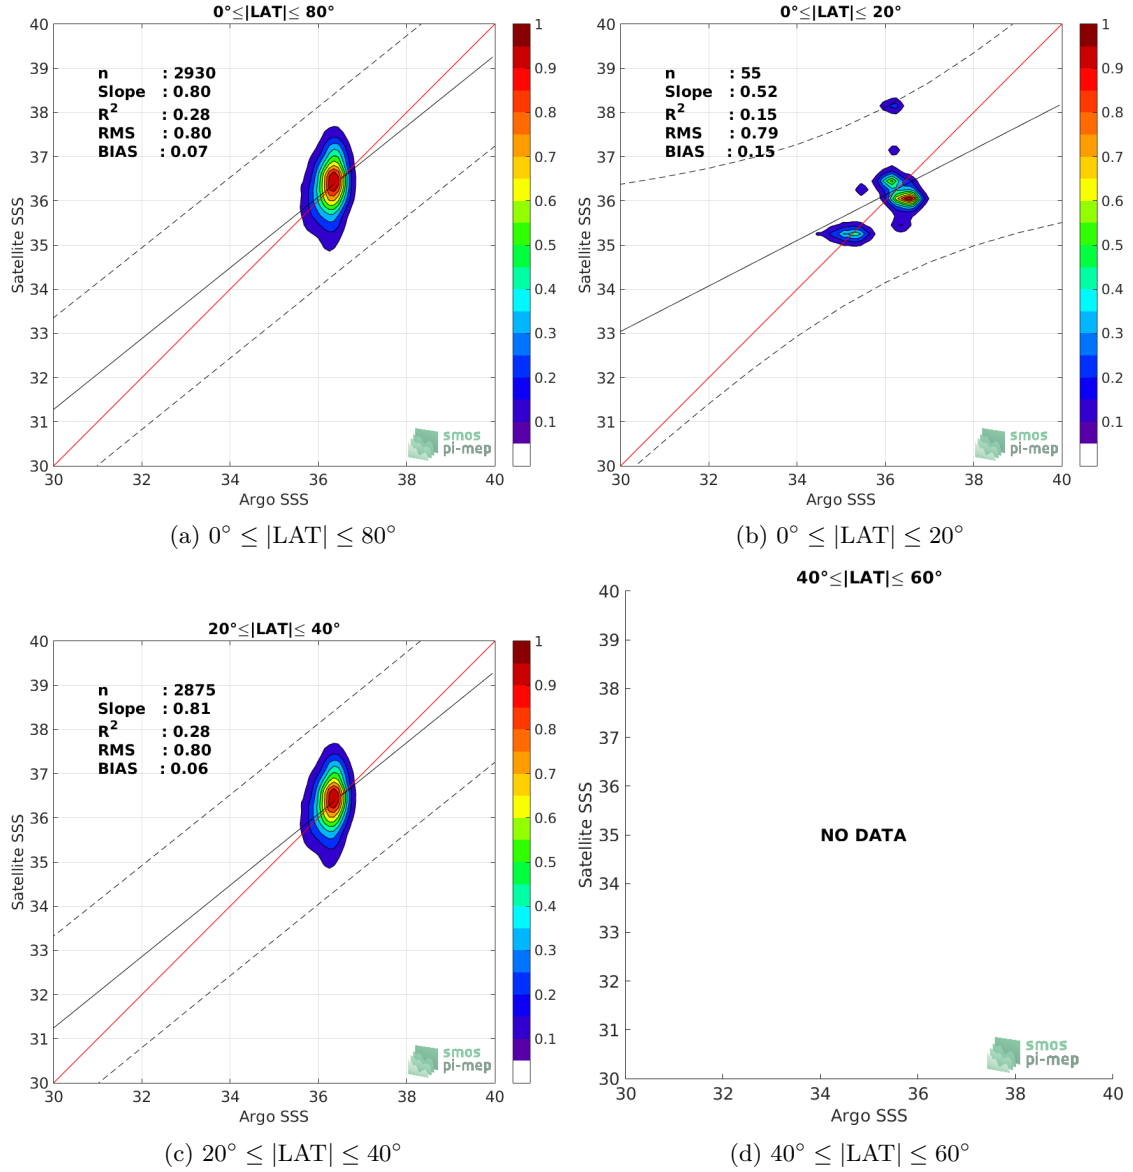 0°≤|LAT|≤ 80°
40
39
38
37
36
35
34
33
32
31
30
Satellite SSS
n : 2930
Slope : 0.80
R2 : 0.28
RMS : 0.80
BIAS : 0.07
smos
pi-mep
30 32 34 36 38 40
Argo SSS
1
0.9
0.8
0.7
0.6
0.5
0.4
0.3
0.2
0.1
(a) 0° ≤ |LAT| ≤ 80°
0°≤|LAT|≤ 20°
40
39
38
37
36
35
34
33
32
31
30
Satellite SSS
n : 55
Slope : 0.52
R2 : 0.15
RMS : 0.79
BIAS : 0.15
smos
pi-mep
30 32 34 36 38 40
Argo SSS
1
0.9
0.8
0.7
0.6
0.5
0.4
0.3
0.2
0.1
(b) 0° ≤ |LAT| ≤ 20°
20°≤|LAT|≤ 40°
40
39
38
37
36
35
34
33
32
31
30
Satellite SSS
n : 2875
Slope : 0.81
R2 : 0.28
RMS : 0.80
BIAS : 0.06
smos
pi-mep
30 32 34 36 38 40
Argo SSS
1
0.9
0.8
0.7
0.6
0.5
0.4
0.3
0.2
0.1
(c) 20° ≤ |LAT| ≤ 40°
40°≤|LAT|≤ 60°
40
39
38
37
36
35
34
33
32
31
30
Satellite SSS
NO DATA
smos
pi-mep
30 32 34 36 38 40
Argo SSS
(d) 40° ≤ |LAT| ≤ 60°